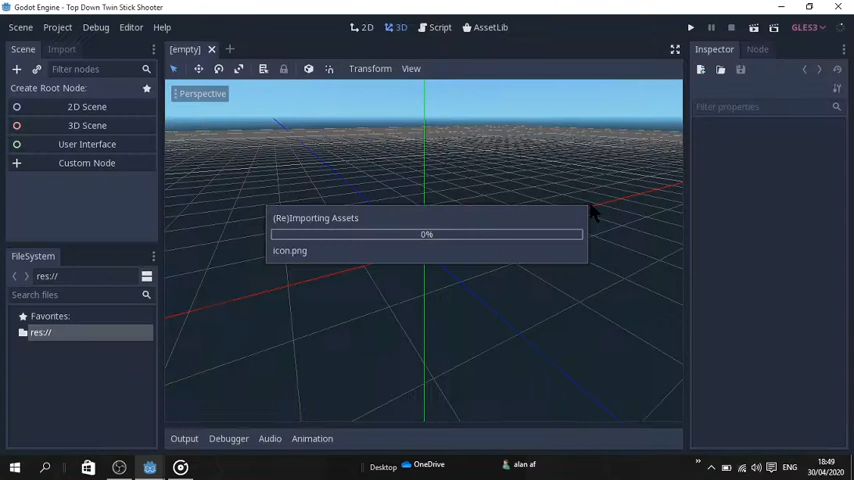 Godot Engine - Top Down Twin Stick Shooter
Scene Project Debug Editor Help
2D 3D Script AssetLib
GLES3
Scene Import
[empty]
Inspector Node
Filter nodes
Transform View
Create Root Node:
Perspective
2D Scene
Filter properties
3D Scene
User Interface
Custom Node
(Re)Importing Assets
0%
icon.png
FileSystem
res://
Search files
Favorites:
res://
Output Debugger Audio Animation
Desktop
OneDrive
alan af
ENG
18:49
30/04/2020